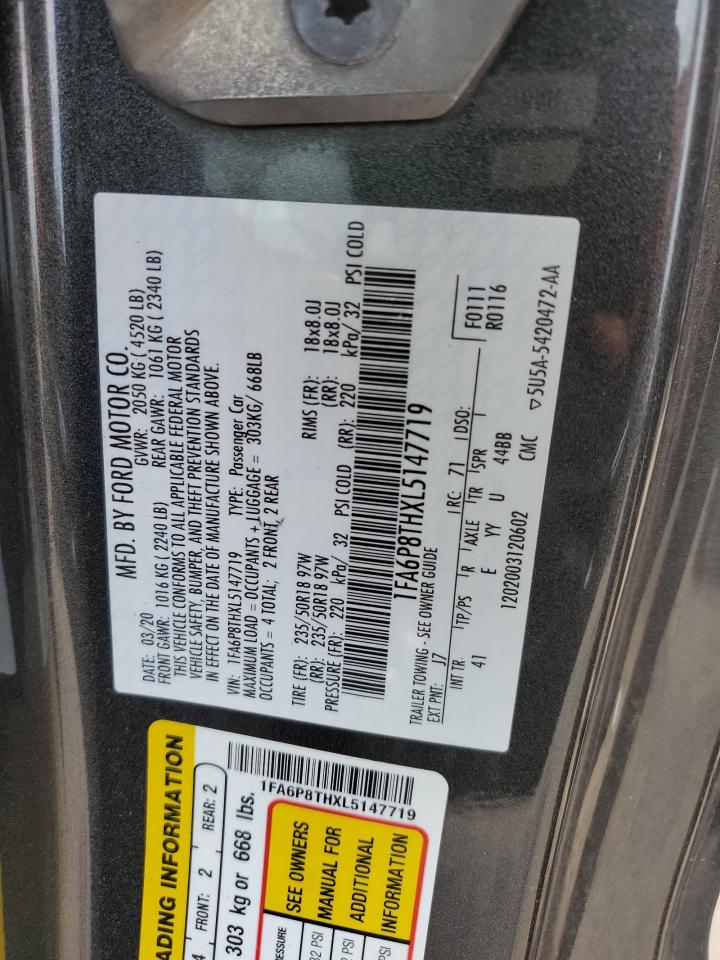 MFD. BY FORD MOTOR CO.
DATE: 03/20 GVWR: 2050 KG ( 4520 LB)
FRONT GAWR: 1016 KG ( 2240 LB) REAR GAWR: 1061 KG ( 2340 LB)
THIS VEHICLE CONFORMS TO ALL APPLICABLE FEDERAL MOTOR
VEHICLE SAFETY, BUMPER, AND THEFT PREVENTION STANDARDS
IN EFFECT ON THE DATE OF MANUFACTURE SHOWN ABOVE.
VIN: 1FA6P8THXL5147719 TYPE: Passenger Car
MAXIMUM LOAD = OCCUPANTS + LUGGAGE = 303KG/ 668LB
OCCUPANTS = 4 TOTAL; 2 FRONT, 2 REAR
TIRE (FR): 235/50R18 97W RIMS (FR): 18x8.0J
(RR): 235/50R18 97W (RR): 18x8.0J
PRESSURE (FR): 220 kPa/ 32 PSI COLD (RR): 220 kPa/ 32 PSI COLD
1FA6P8THXL5147719
TRAILER TOWING - SEE OWNER GUIDE
EXT PNT: J7 RC: 71 DSO: F0111
R0116
INT TR. TP/PS R AXLE TR SPR
41 E YY U 44BB
1202003120602 CMC ▽5U5A-5420472-AA
ADING INFORMATION
4 FRONT: 2 REAR: 2
303 kg or 668 lbs.
1FA6P8THXL5147719
SEE OWNERS
MANUAL FOR
ADDITIONAL
INFORMATION
RESSURE
32 PSI
PSI
PSI